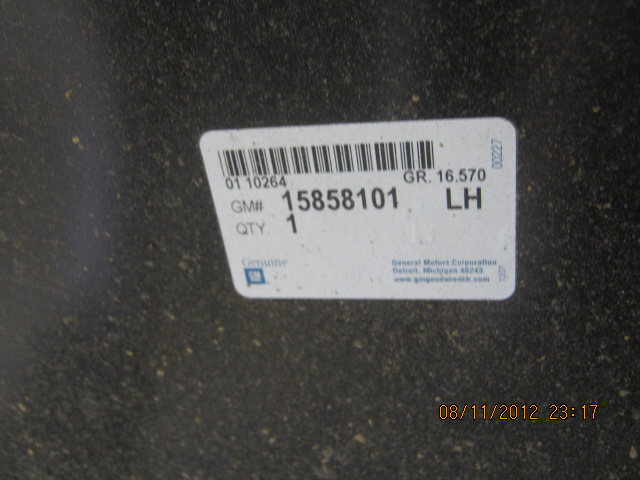 01 10264
GR. 16.570
00227
GM# 15858101 LH
QTY. 1
Genuine
GM
General Motors Corporation
Detroit, Michigan 48243
www.gmgoodwrench.com
08/11/2012 23:17